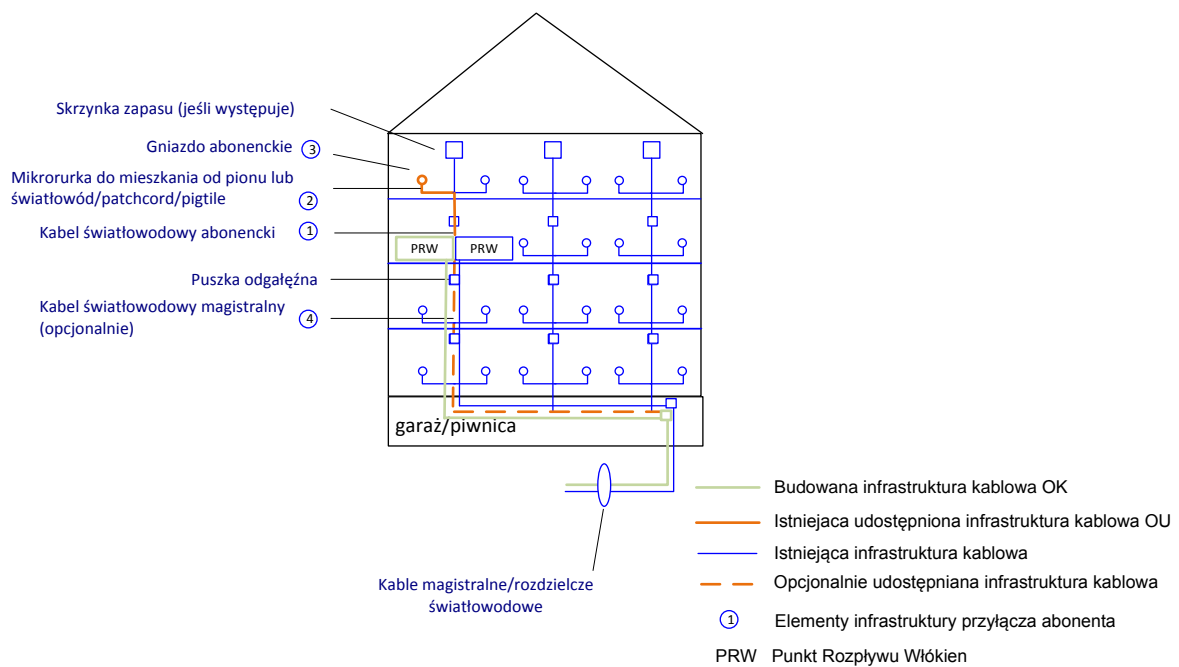 Skrzynka zapasu (jeśli występuje)
Gniazdo abonenckie 3
Mikrorurka do mieszkania od pionu lub
światłowód/patchcord/pigtile 2
Kabel światłowodowy abonencki 1
PRW PRW
Puszka odgałęźna
Kabel światłowodowy magistralny
(opcjonalnie) 4
garaż/piwnica
Kable magistralne/rozdzielcze
światłowodowe
Budowana infrastruktura kablowa OK
Istniejaca udostępniona infrastruktura kablowa OU
Istniejąca infrastruktura kablowa
Opcjonalnie udostępniana infrastruktura kablowa
1 Elementy infrastruktury przyłącza abonenta
PRW Punkt Rozpływu Włókien